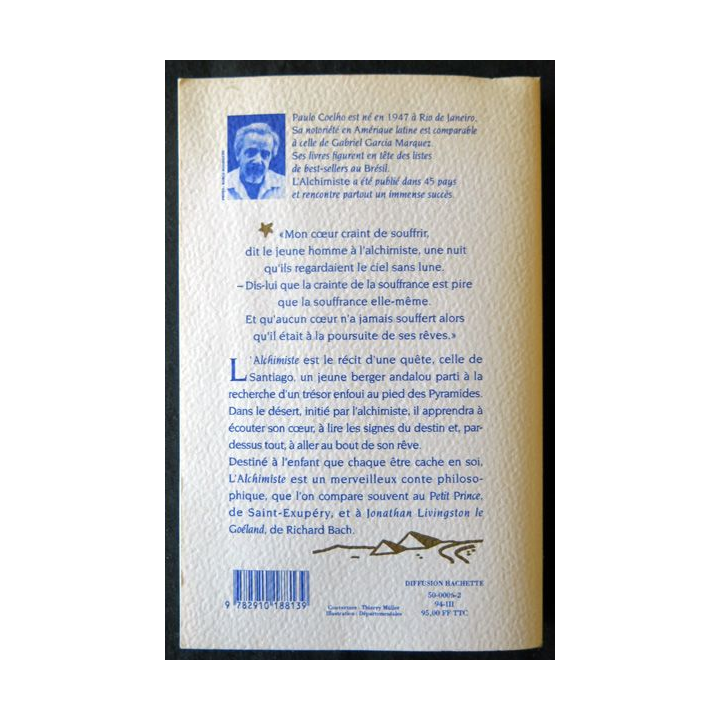 Paulo Coelho est né en 1947 à Rio de Janeiro.
Sa notoriété en Amérique latine est comparable
à celle de Gabriel García Marquez.
Ses livres figurent en tête des listes
de best-sellers au Brésil.
L'Alchimiste a été publié dans 45 pays
et rencontre partout un immense succès.
«Mon cœur craint de souffrir,
dit le jeune homme à l'alchimiste, une nuit
qu'ils regardaient le ciel sans lune.
– Dis-lui que la crainte de la souffrance est pire
que la souffrance elle-même.
Et qu'aucun cœur n'a jamais souffert alors
qu'il était à la poursuite de ses rêves.»
L'Alchimiste est le récit d'une quête, celle de
Santiago, un jeune berger andalou parti à la
recherche d'un trésor enfoui au pied des Pyramides.
Dans le désert, initié par l'alchimiste, il apprendra à
écouter son cœur, à lire les signes du destin et, par-
dessus tout, à aller au bout de son rêve.
Destiné à l'enfant que chaque être cache en soi,
L'Alchimiste est un merveilleux conte philoso-
phique, que l'on compare souvent au Petit Prince,
de Saint-Exupéry, et à Jonathan Livingston le
Goéland, de Richard Bach.
9 782910 188139
Couverture : Thierry Müller
Illustration : Départementaire
DIFFUSION HACHETTE
50-0006-2
94-III
95,00 FF TTC